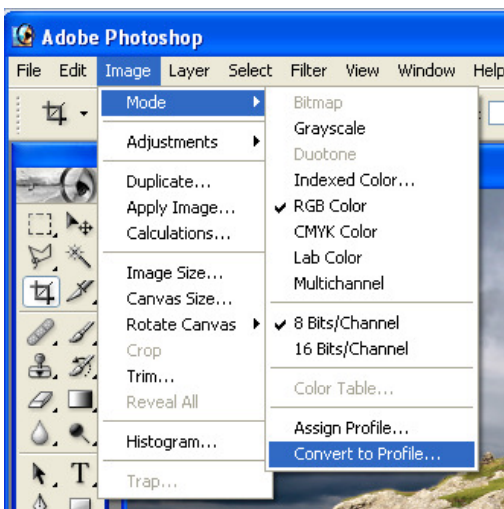 Adobe Photoshop
File Edit Image Layer Select Filter View Window Help
Mode
Adjustments
Duplicate...
Apply Image...
Calculations...
Image Size...
Canvas Size...
Rotate Canvas
Crop
Trim...
Reveal All
Histogram...
Trap...
Bitmap
Grayscale
Duotone
Indexed Color...
RGB Color
CMYK Color
Lab Color
Multichannel
8 Bits/Channel
16 Bits/Channel
Color Table...
Assign Profile...
Convert to Profile...
T